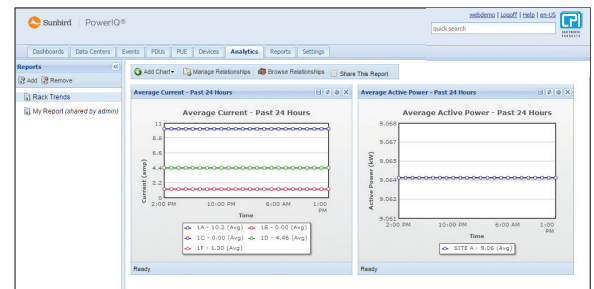 Sunbird PowerIQ®
webdemo | Logoff | Help | en-US
quick search
CPI
Dashboards Data Centers Events PDUs PUE Devices Analytics Reports Settings
Reports
Add Remove
Rack Trends
My Report (shared by admin)
Add Chart Manage Relationships Browse Relationships Share This Report
Average Current - Past 24 Hours
Average Current - Past 24 Hours
11
8.8
6.6
4.4
2.2
0
Current (amp)
2:00 PM 10:00 PM 6:00 AM 1:00 PM
Time
1A - 10.2 (Avg) 1B - 0.00 (Avg)
1C - 0.00 (Avg) 1D - 4.46 (Avg)
1F - 1.30 (Avg)
Ready
Average Active Power - Past 24 Hours
Average Active Power - Past 24 Hours
9.068
9.067
9.065
9.064
9.062
9.061
Active Power (kW)
2:00 PM 10:00 PM 6:00 AM 1:00 PM
Time
SITE A - 9.06 (Avg)
Ready